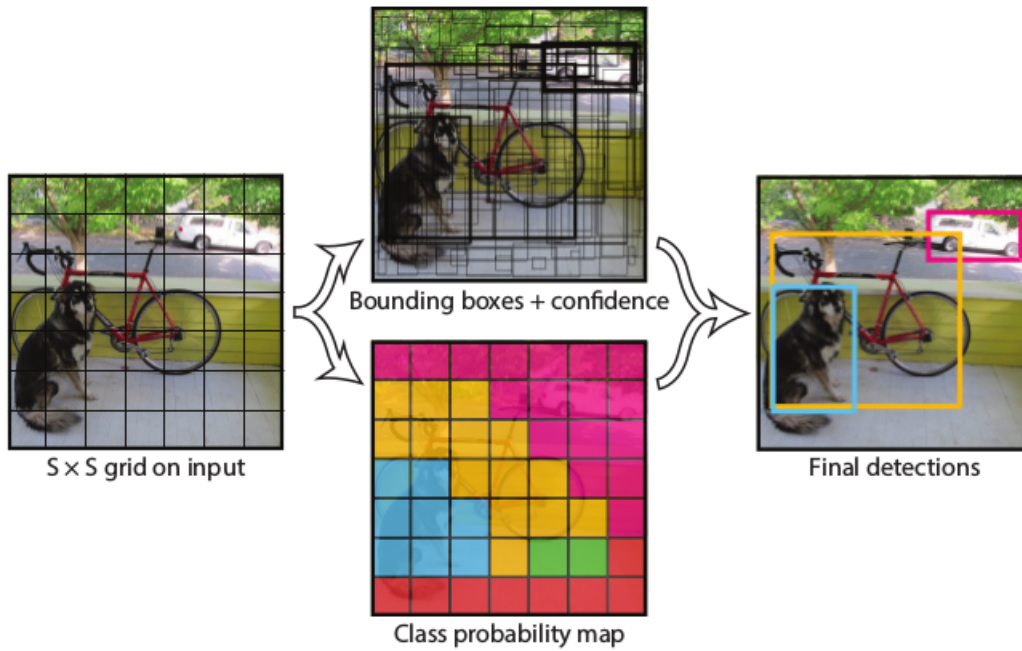 S × S grid on input
Bounding boxes + confidence
Class probability map
Final detections